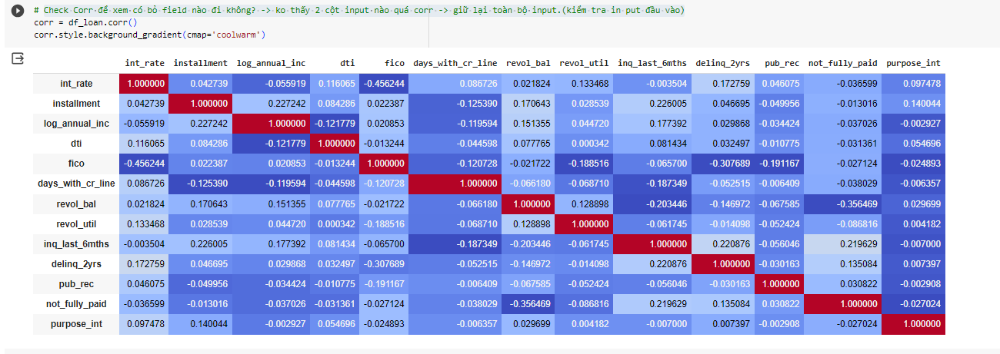 # Check Corr để xem có bỏ field nào đi không? -> ko thấy 2 cột input nào quá corr -> giữ lại toàn bộ input.(kiểm tra in put đầu vào)
corr = df_loan.corr()
corr.style.background_gradient(cmap='coolwarm')
int_rate installment log_annual_inc dti fico days_with_cr_line revol_bal revol_util inq_last_6mths delinq_2yrs pub_rec not_fully_paid purpose_int
int_rate 1.000000 0.042739 -0.055919 0.116065 -0.456244 0.086726 0.021824 0.133468 -0.003504 0.172759 0.046075 -0.036599 0.097478
installment 0.042739 1.000000 0.227242 0.084286 0.022387 -0.125390 0.170643 0.028539 0.226005 0.046695 -0.049956 -0.013016 0.140044
log_annual_inc -0.055919 0.227242 1.000000 -0.121779 0.020853 -0.119594 0.151355 0.044720 0.177392 0.029868 -0.034424 -0.037026 -0.002927
dti 0.116065 0.084286 -0.121779 1.000000 -0.013244 -0.044598 0.077765 0.000342 0.081434 0.032497 -0.010775 -0.031361 0.054696
fico -0.456244 0.022387 0.020853 -0.013244 1.000000 -0.120728 -0.021722 -0.188516 -0.065700 -0.307689 -0.191167 -0.027124 -0.024893
days_with_cr_line 0.086726 -0.125390 -0.119594 -0.044598 -0.120728 1.000000 -0.066180 -0.068710 -0.187349 -0.052515 -0.006409 -0.038029 -0.006357
revol_bal 0.021824 0.170643 0.151355 0.077765 -0.021722 -0.066180 1.000000 0.128898 -0.203446 -0.146972 -0.067585 -0.356469 0.029699
revol_util 0.133468 0.028539 0.044720 0.000342 -0.188516 -0.068710 0.128898 1.000000 -0.061745 -0.014098 -0.052424 -0.086816 0.004182
inq_last_6mths -0.003504 0.226005 0.177392 0.081434 -0.065700 -0.187349 -0.203446 -0.061745 1.000000 0.220876 -0.056046 0.219629 -0.007000
delinq_2yrs 0.172759 0.046695 0.029868 0.032497 -0.307689 -0.052515 -0.146972 -0.014098 0.220876 1.000000 -0.030163 0.135084 0.007397
pub_rec 0.046075 -0.049956 -0.034424 -0.010775 -0.191167 -0.006409 -0.067585 -0.052424 -0.056046 -0.030163 1.000000 0.030822 -0.002908
not_fully_paid -0.036599 -0.013016 -0.037026 -0.031361 -0.027124 -0.038029 -0.356469 -0.086816 0.219629 0.135084 0.030822 1.000000 -0.027024
purpose_int 0.097478 0.140044 -0.002927 0.054696 -0.024893 -0.006357 0.029699 0.004182 -0.007000 0.007397 -0.002908 -0.027024 1.000000